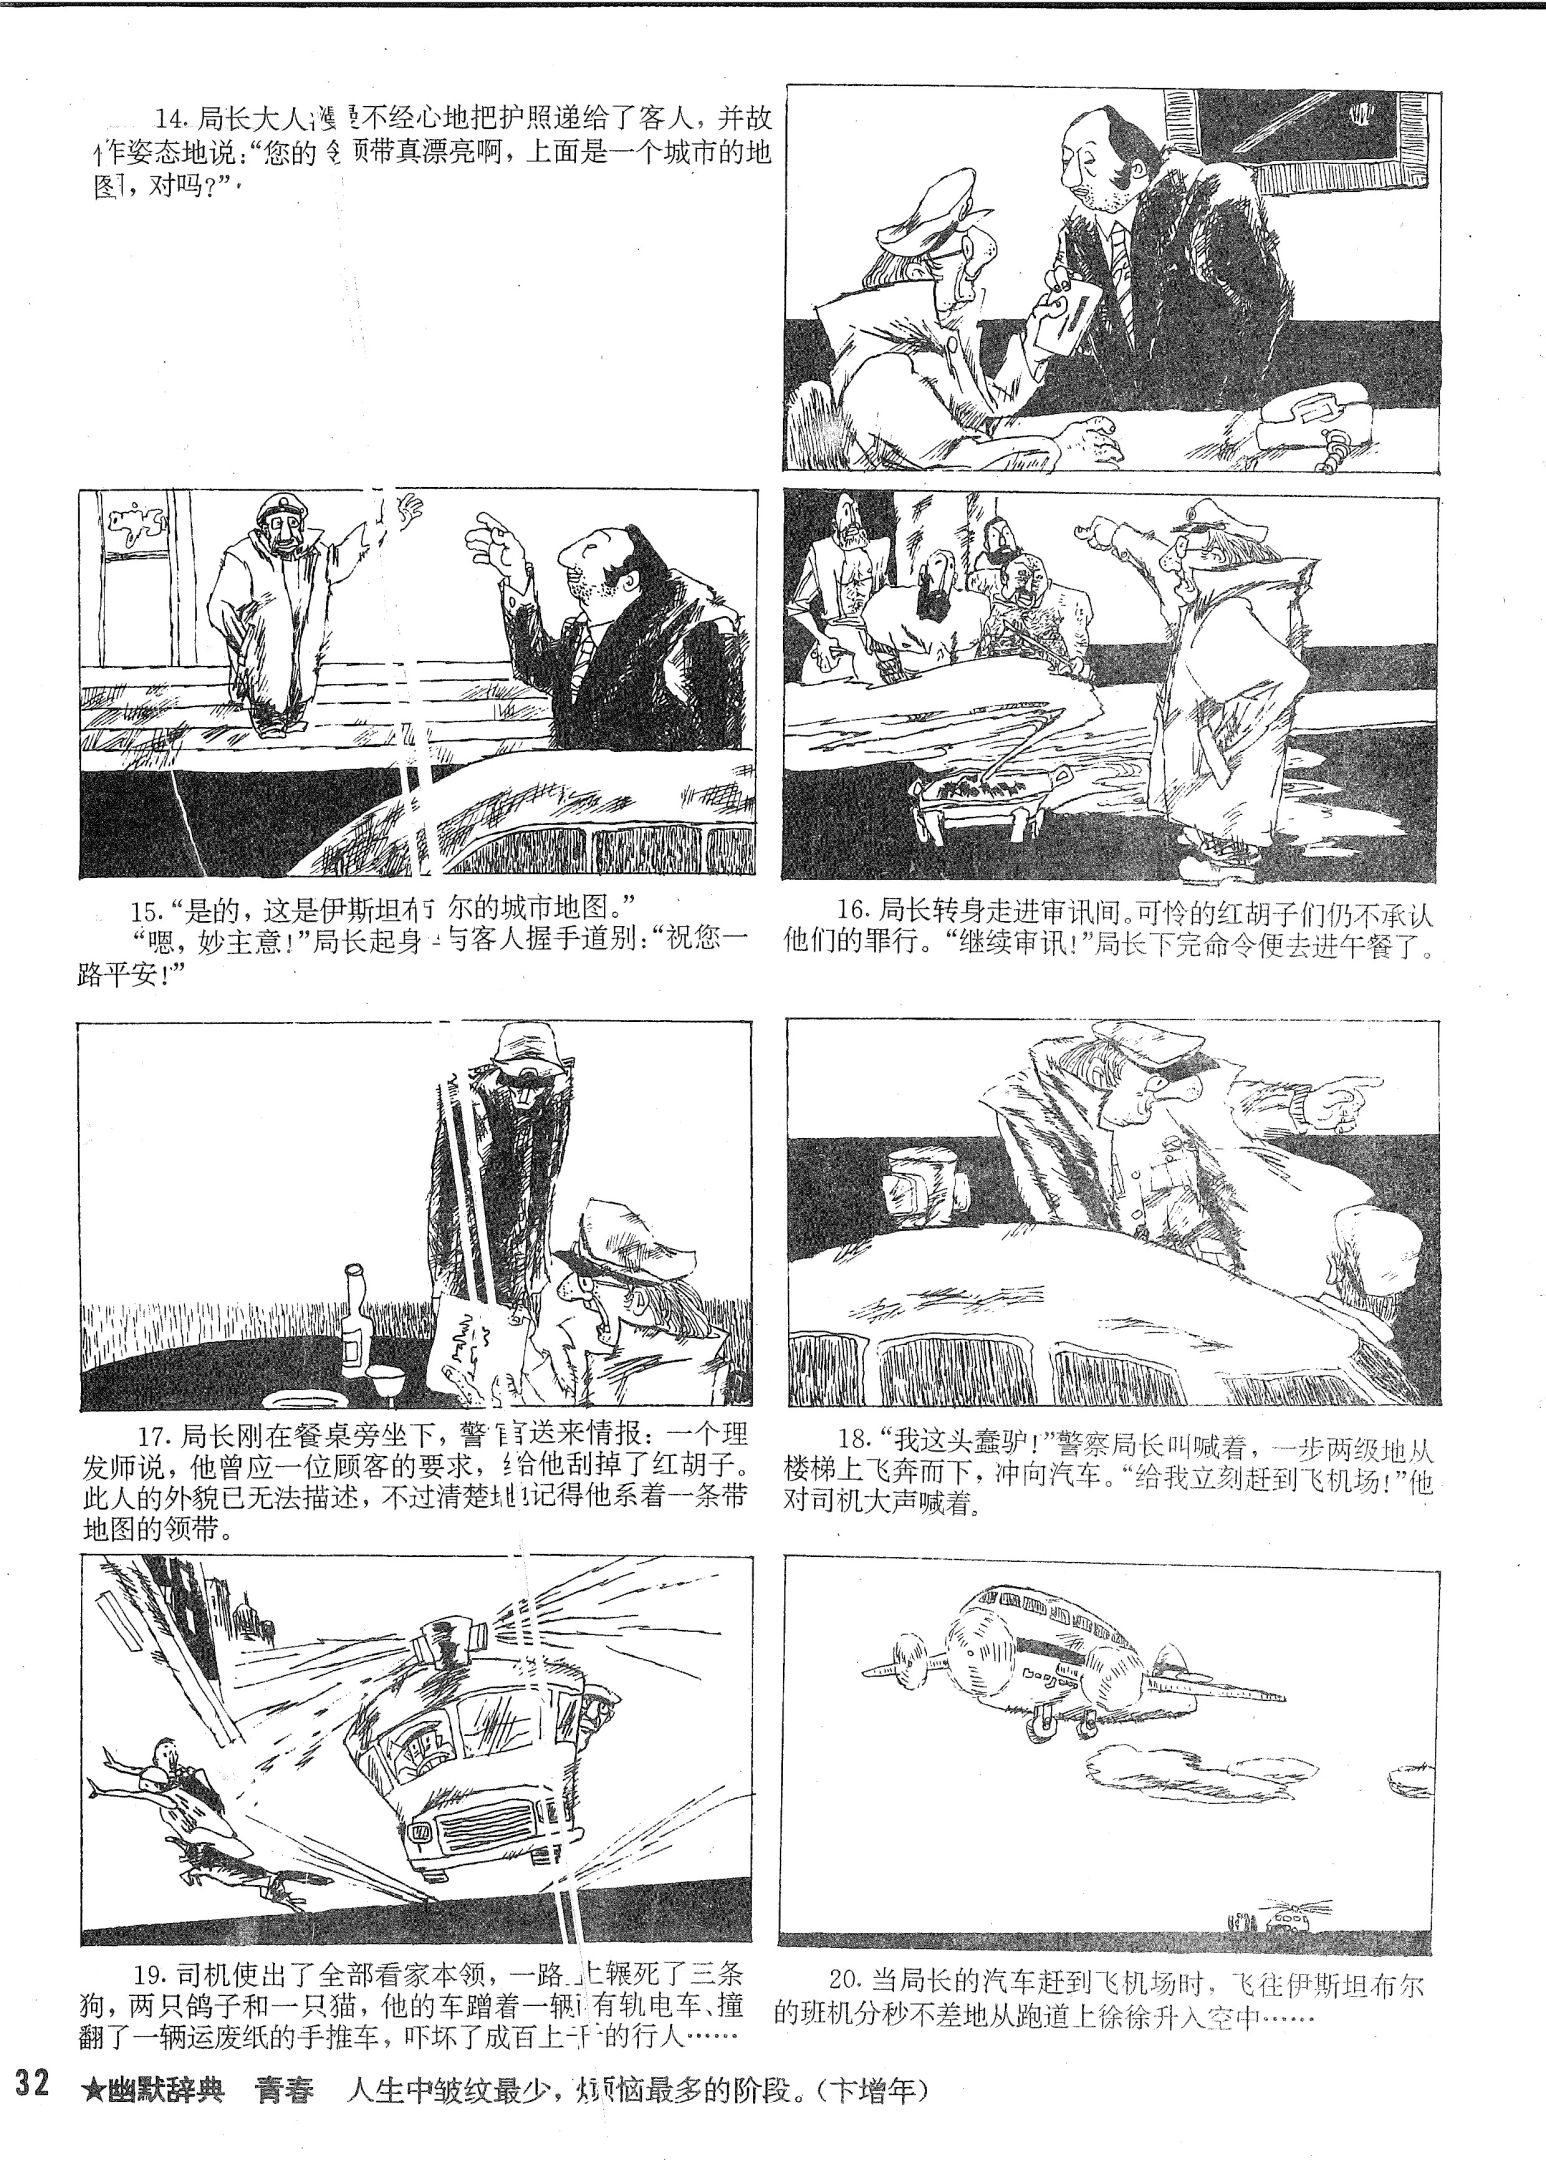 14. 局长大人漫不经心地把护照递给了客人，并故
作姿态地说：“您的领带真漂亮啊，上面是一个城市的地
图，对吗？”
15. “是的，这是伊斯坦布尔的城市地图。”
“嗯，妙主意！”局长起身与客人握手道别：“祝您一
路平安！”
16. 局长转身走进审讯间。可怜的红胡子们仍不承认
他们的罪行。“继续审讯！”局长下完命令便去进午餐了。
17. 局长刚在餐桌旁坐下，警官送来情报：一个理
发师说，他曾应一位顾客的要求，给他刮掉了红胡子。
此人的外貌已无法描述，不过清楚地记得他系着一条带
地图的领带。
18. “我这头蠢驴！”警察局长叫喊着，一步两级地从
楼梯上飞奔而下，冲向汽车。“给我立刻赶到飞机场！”他
对司机大声喊着。
19. 司机使出了全部看家本领，一路上辗死了三条
狗，两只鸽子和一只猫，他的车蹭着一辆有轨电车、撞
翻了一辆运废纸的手推车，吓坏了成百上千的行人……
20. 当局长的汽车赶到飞机场时，飞往伊斯坦布尔
的班机分秒不差地从跑道上徐徐升入空中……
32 ★幽默辞典 青春 人生中皱纹最少，烦恼最多的阶段。（卞增年）